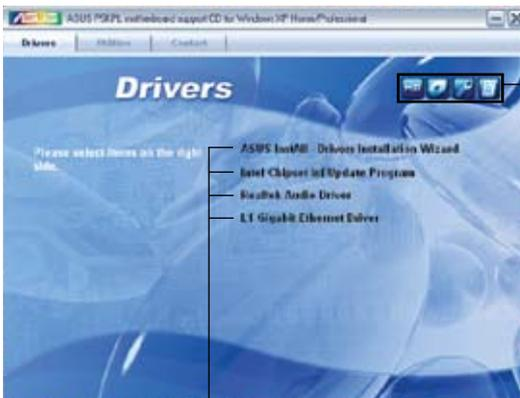 ASUS
ASUS P5KPL motherboard support CD for Windows XP Home/Professional
Drivers
Utilities
Contact
Drivers
Please select items on the right side.
ASUS InstAll - Drivers Installation Wizard
Intel Chipset Inf Update Program
Realtek Audio Driver
L1 Gigabit Ethernet Driver